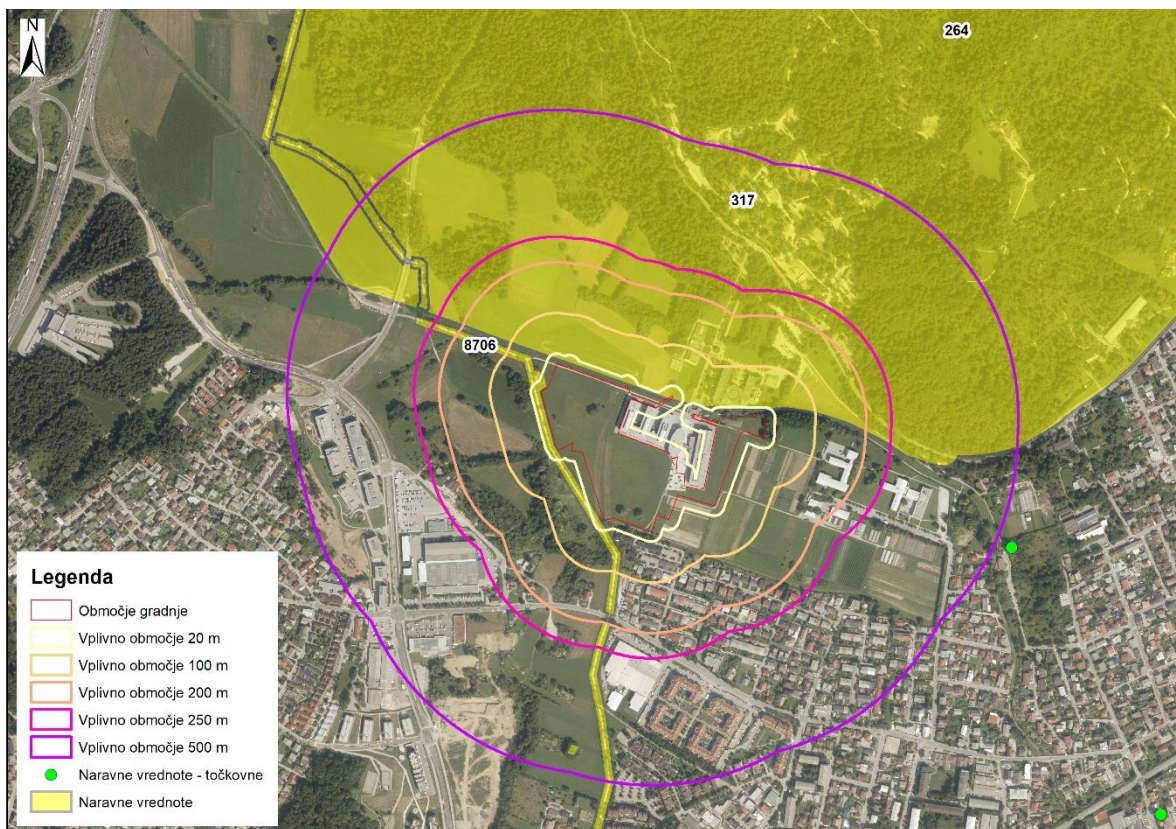 N
264
317
8706
Legenda
Območje gradnje
Vplivno območje 20 m
Vplivno območje 100 m
Vplivno območje 200 m
Vplivno območje 250 m
Vplivno območje 500 m
Naravne vrednote - točkovne
Naravne vrednote